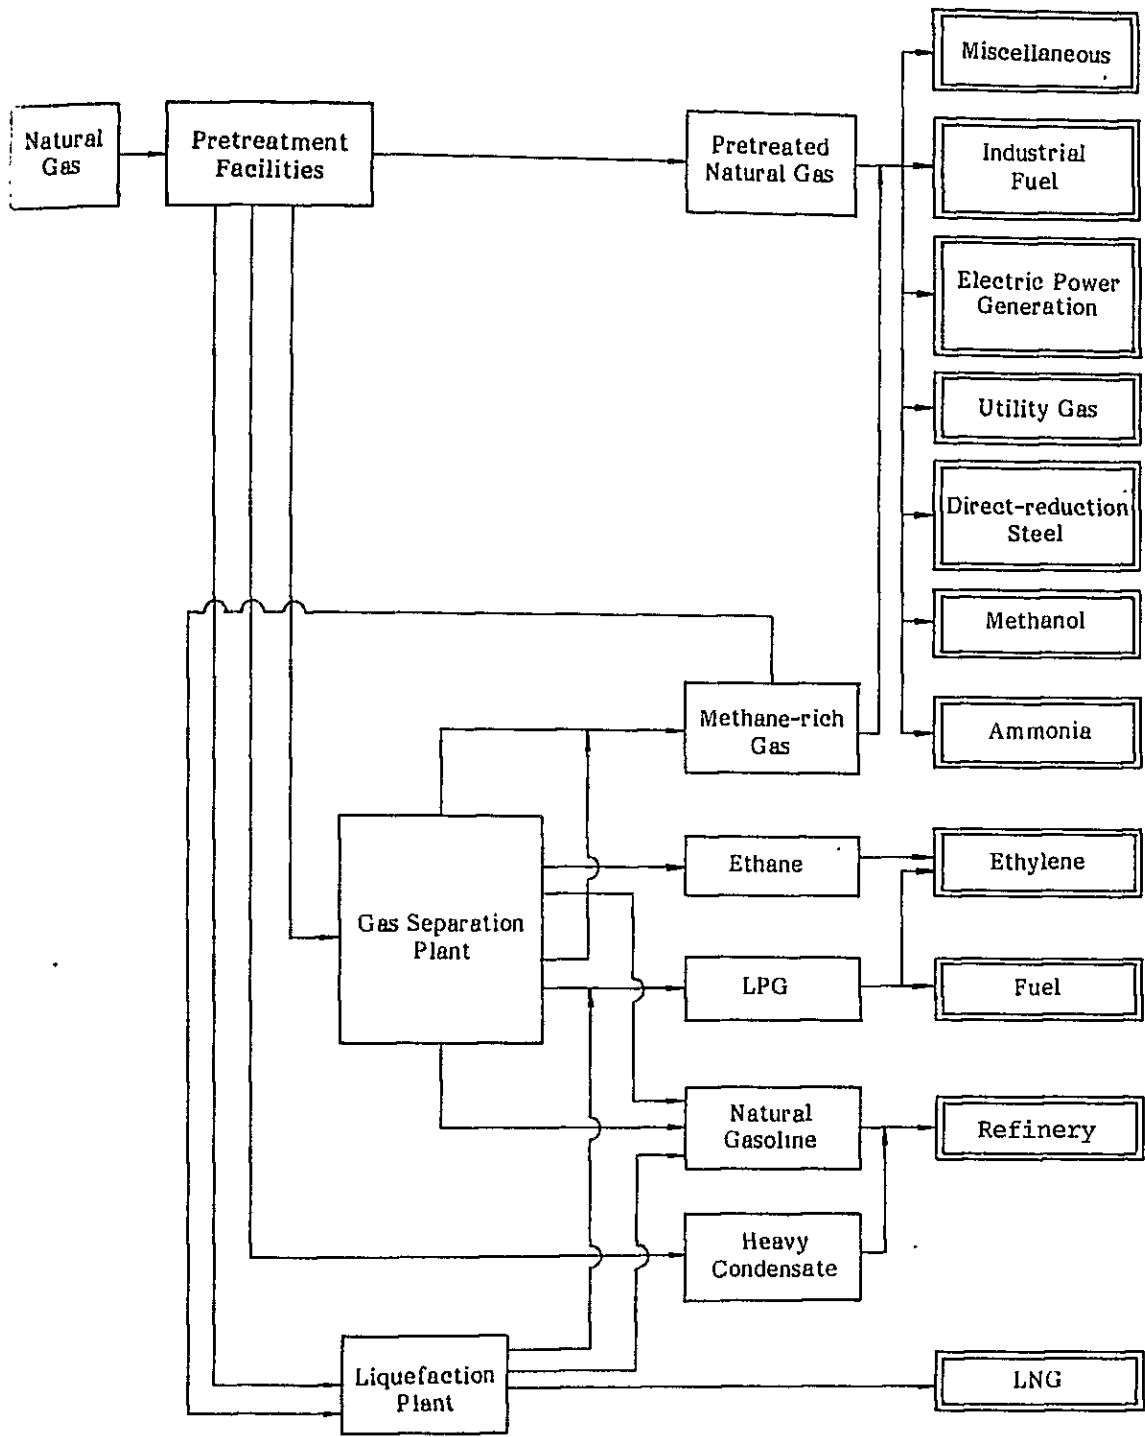 Miscellaneous
Natural
Gas
Pretreatment
Facilities
Pretreated
Natural Gas
Industrial
Fuel
Electric Power
Generation
Utility Gas
Direct-reduction
Steel
Methanol
Methane-rich
Gas
Ammonia
Ethane
Ethylene
Gas Separation
Plant
LPG
Fuel
Natural
Gasoline
Refinery
Heavy
Condensate
Liquefaction
Plant
LNG